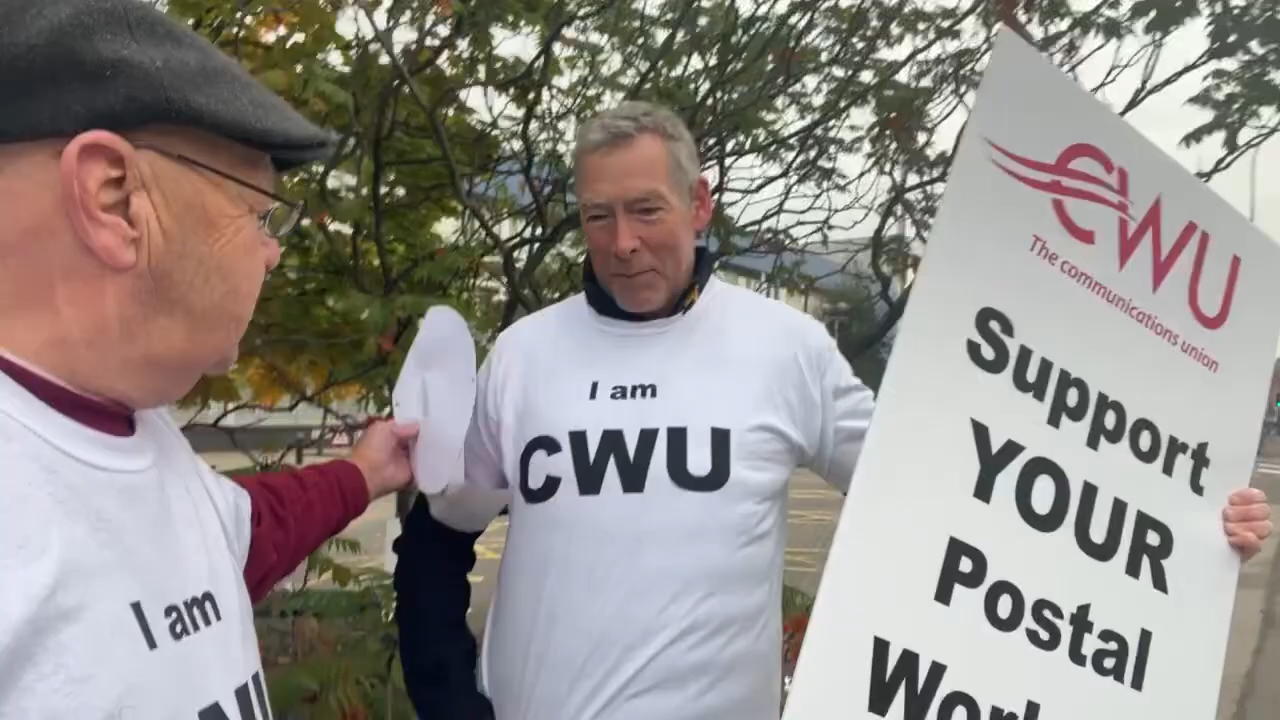 I am
I am
CWU
CWU
The communications union
Support
YOUR
Postal